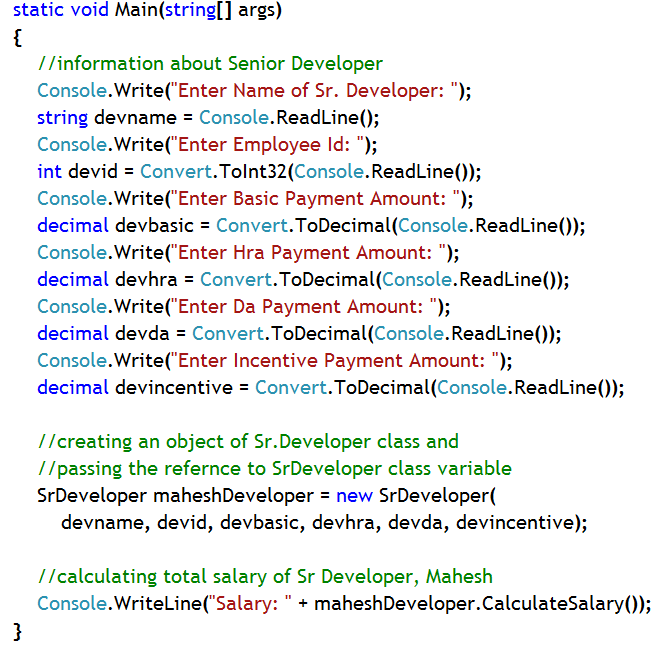 static void Main(string[] args)
{
//information about Senior Developer
Console.Write("Enter Name of Sr. Developer: ");
string devname = Console.ReadLine();
Console.Write("Enter Employee Id: ");
int devid = Convert.ToInt32(Console.ReadLine());
Console.Write("Enter Basic Payment Amount: ");
decimal devbasic = Convert.ToDecimal(Console.ReadLine());
Console.Write("Enter Hra Payment Amount: ");
decimal devhra = Convert.ToDecimal(Console.ReadLine());
Console.Write("Enter Da Payment Amount: ");
decimal devda = Convert.ToDecimal(Console.ReadLine());
Console.Write("Enter Incentive Payment Amount: ");
decimal devincentive = Convert.ToDecimal(Console.ReadLine());
//creating an object of Sr.Developer class and
//passing the refernce to SrDeveloper class variable
SrDeveloper maheshDeveloper = new SrDeveloper(
devname, devid, devbasic, devhra, devda, devincentive);
//calculating total salary of Sr Developer, Mahesh
Console.WriteLine("Salary: " + maheshDeveloper.CalculateSalary());
}